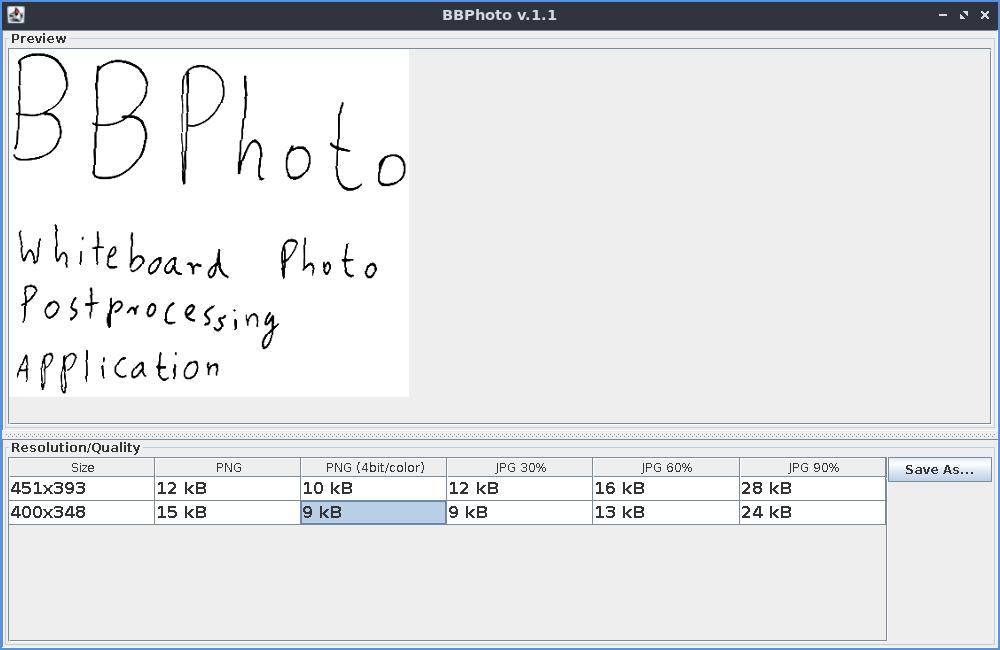 BBPhoto v.1.1
Preview
BBPhoto
Whiteboard Photo
Postprocessing
Application
Resolution/Quality
Size PNG PNG (4bit/color) JPG 30% JPG 60% JPG 90%
451x393 12 kB 10 kB 12 kB 16 kB 28 kB
400x348 15 kB 9 kB 9 kB 13 kB 24 kB
Save As...